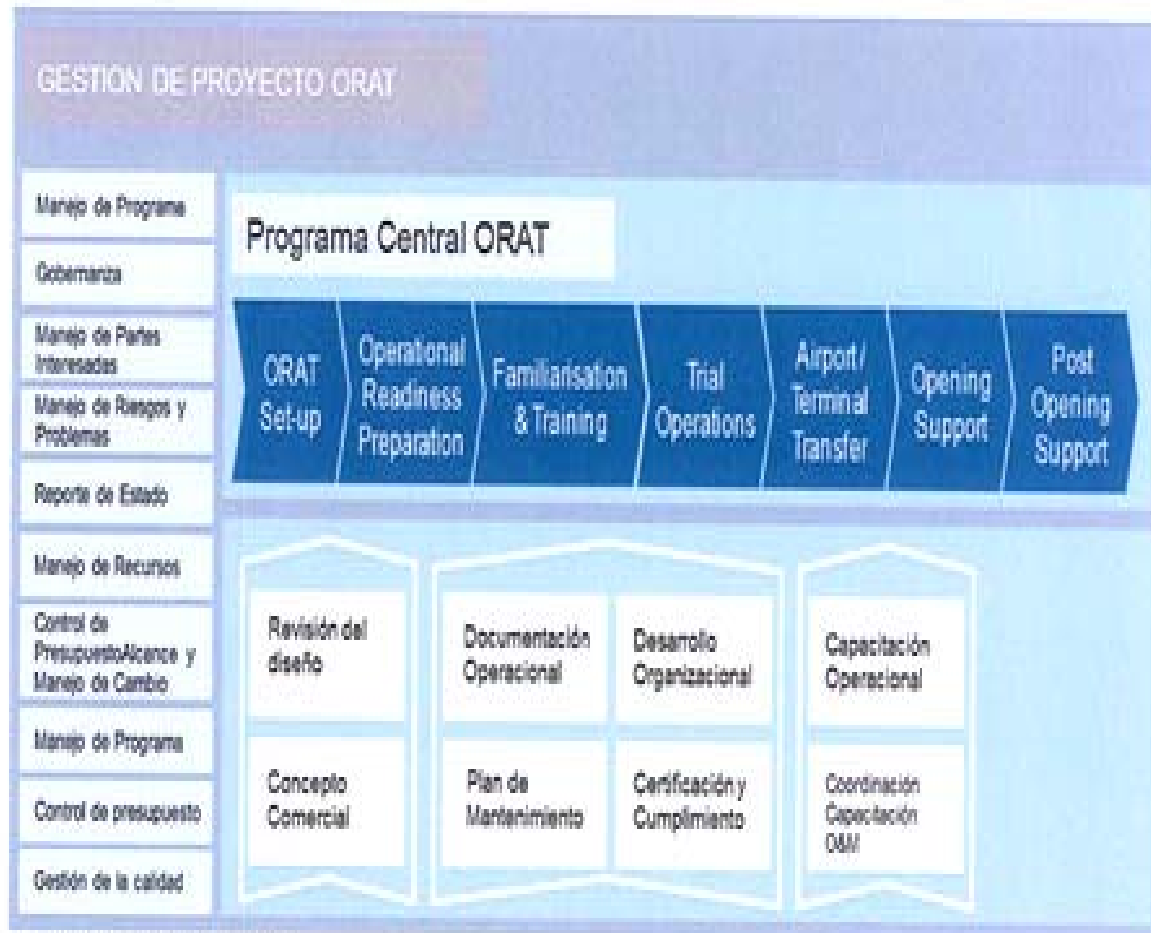 GESTION DE PROYECTO ORAT
Manejo de Programa
Gobernanza
Manejo de Partes
Interesadas
Manejo de Riesgos y
Problemas
Reporte de Estado
Manejo de Recursos
Control de
PresupuestoAlcance y
Manejo de Cambio
Manejo de Programa
Control de presupuesto
Gestión de la calidad
Programa Central ORAT
ORAT
Set-up
Operational
Readiness
Preparation
Familiarisation
& Training
Trial
Operations
Airport/
Terminal
Transfer
Opening
Support
Post
Opening
Support
Revisión del
diseño
Concepto
Comercial
Documentación
Operacional
Desarrollo
Organizacional
Plan de
Mantenimiento
Certificación y
Cumplimiento
Capacitación
Operacional
Coordinación
Capacitación
O&M